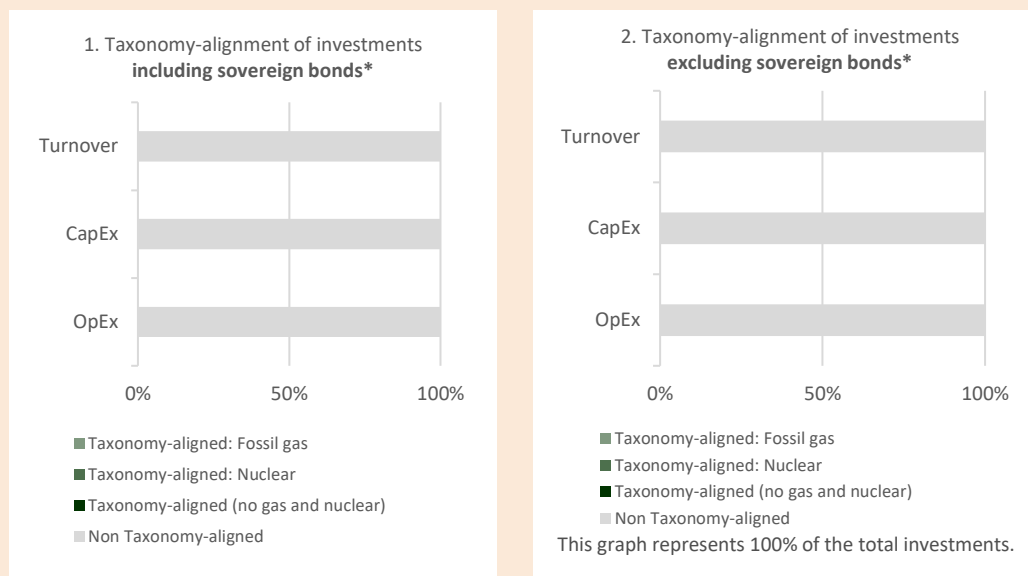 1. Taxonomy-alignment of investments
including sovereign bonds*
Turnover
CapEx
OpEx
0% 50% 100%
Taxonomy-aligned: Fossil gas
Taxonomy-aligned: Nuclear
Taxonomy-aligned (no gas and nuclear)
Non Taxonomy-aligned
2. Taxonomy-alignment of investments
excluding sovereign bonds*
Turnover
CapEx
OpEx
0% 50% 100%
Taxonomy-aligned: Fossil gas
Taxonomy-aligned: Nuclear
Taxonomy-aligned (no gas and nuclear)
Non Taxonomy-aligned
This graph represents 100% of the total investments.